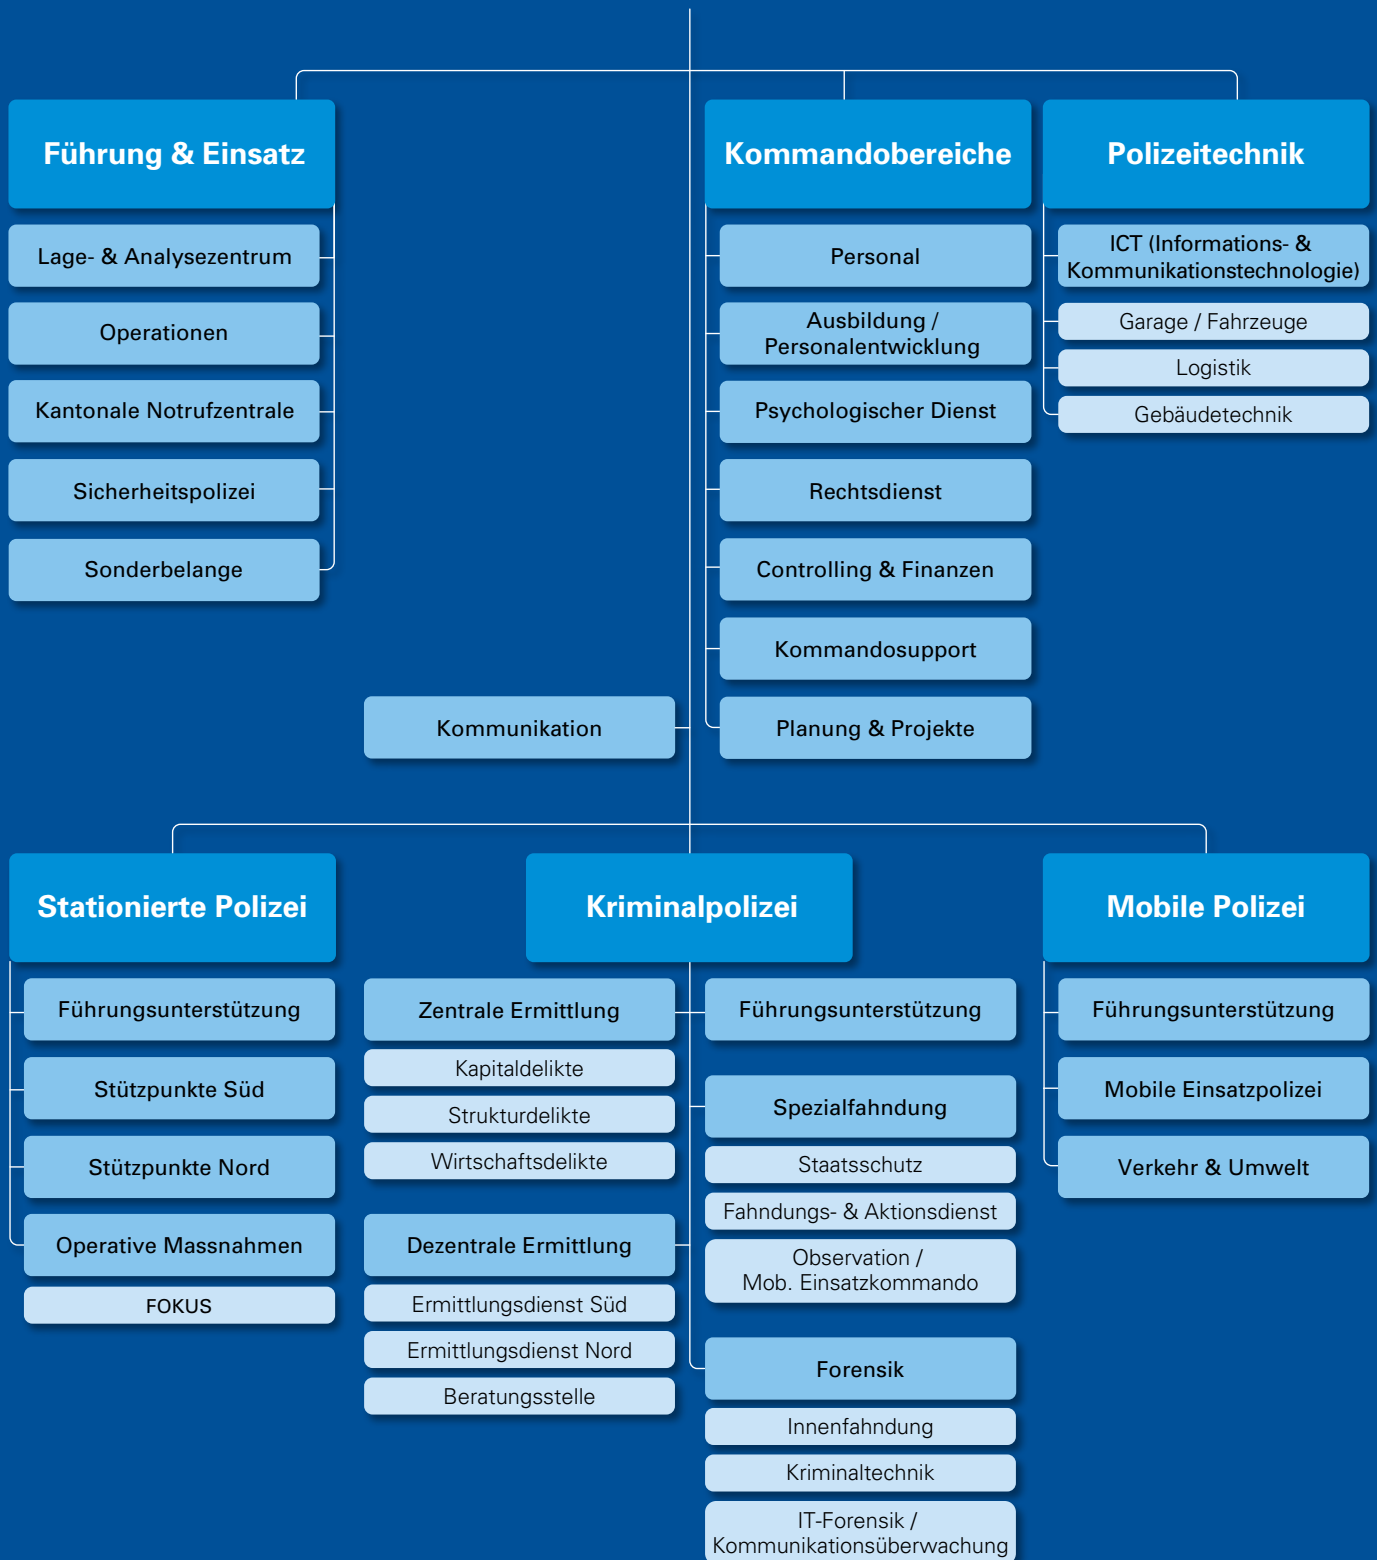 Führung & Einsatz
Lage- & Analysezentrum
Operationen
Kantonale Notrufzentrale
Sicherheitspolizei
Sonderbelange
Kommandobereiche
Personal
Ausbildung /
Personalentwicklung
Psychologischer Dienst
Rechtsdienst
Controlling & Finanzen
Kommandosupport
Planung & Projekte
Polizeitechnik
ICT (Informations- &
Kommunikationstechnologie)
Garage / Fahrzeuge
Logistik
Gebäudetechnik
Kommunikation
Stationierte Polizei
Führungsunterstützung
Stützpunkte Süd
Stützpunkte Nord
Operative Massnahmen
FOKUS
Kriminalpolizei
Zentrale Ermittlung
Kapitaldelikte
Strukturdelikte
Wirtschaftsdelikte
Dezentrale Ermittlung
Ermittlungsdienst Süd
Ermittlungsdienst Nord
Beratungsstelle
Führungsunterstützung
Spezialfahndung
Staatsschutz
Fahndungs- & Aktionsdienst
Observation /
Mob. Einsatzkommando
Forensik
Innenfahndung
Kriminaltechnik
IT-Forensik /
Kommunikationsüberwachung
Mobile Polizei
Führungsunterstützung
Mobile Einsatzpolizei
Verkehr & Umwelt